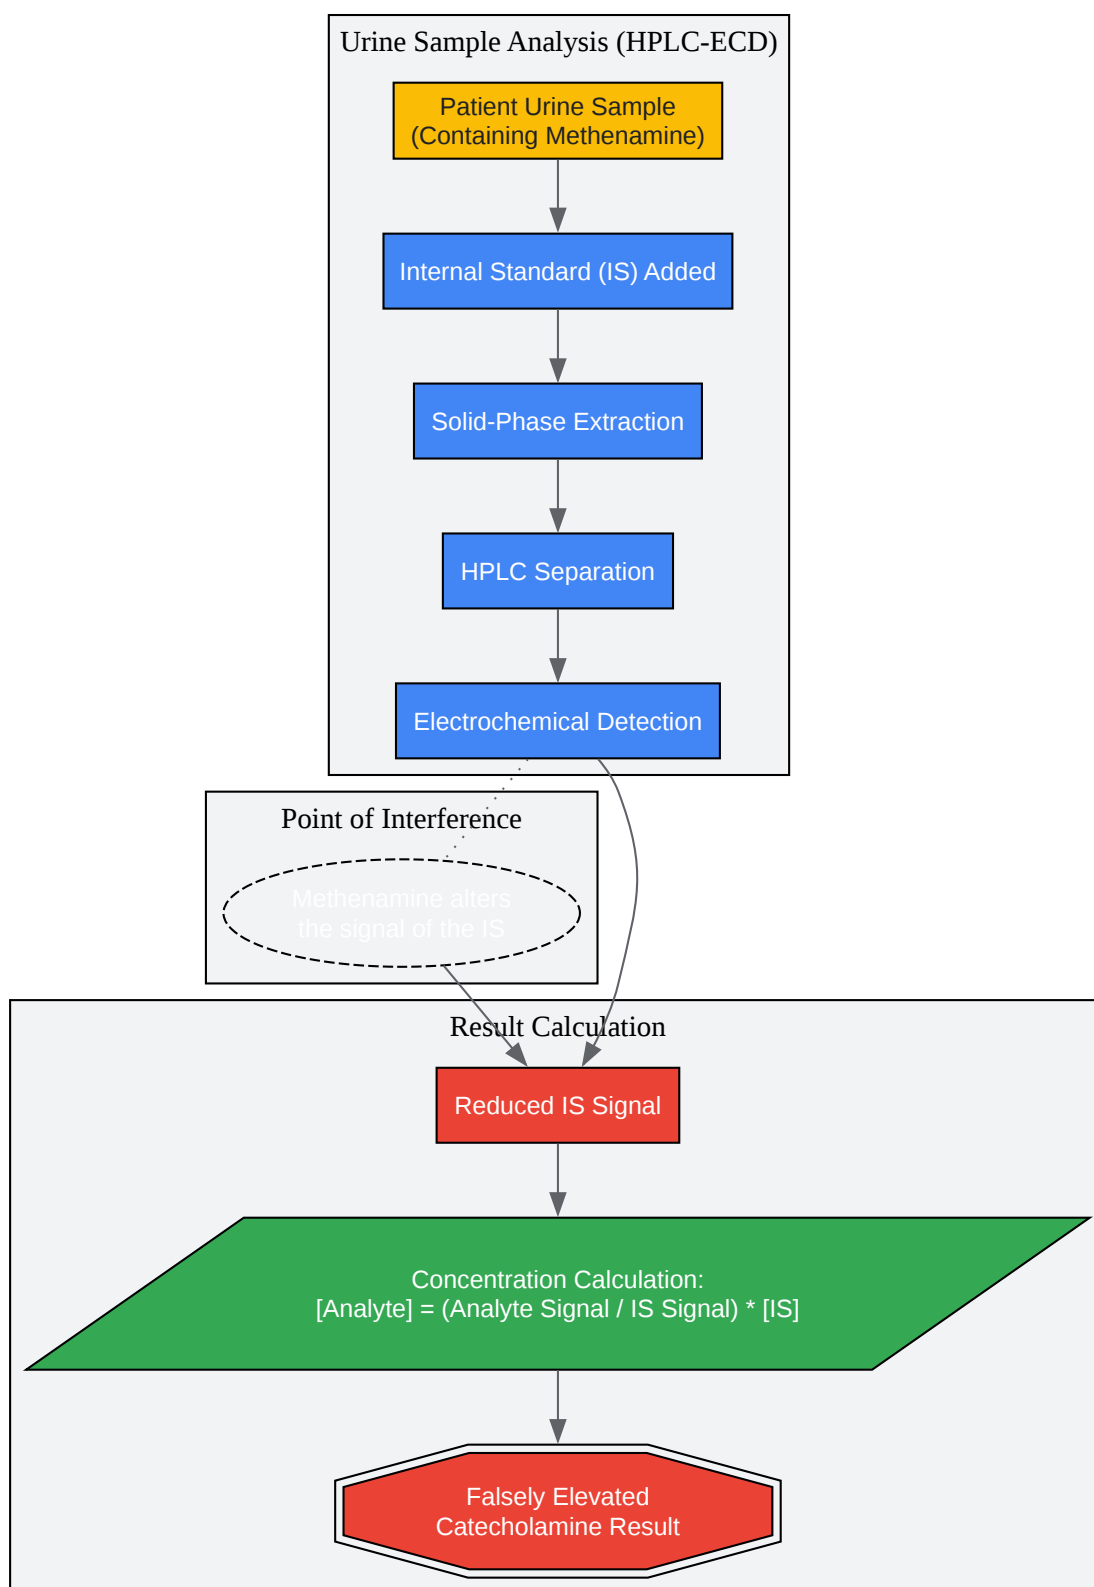 Urine Sample Analysis (HPLC-ECD)
Patient Urine Sample
(Containing Methenamine)
Internal Standard (IS) Added
Solid-Phase Extraction
HPLC Separation
Electrochemical Detection
Point of Interference
Methenamine alters
the signal of the IS
Result Calculation
Reduced IS Signal
Concentration Calculation:
[Analyte] = (Analyte Signal / IS Signal) * [IS]
Falsely Elevated
Catecholamine Result